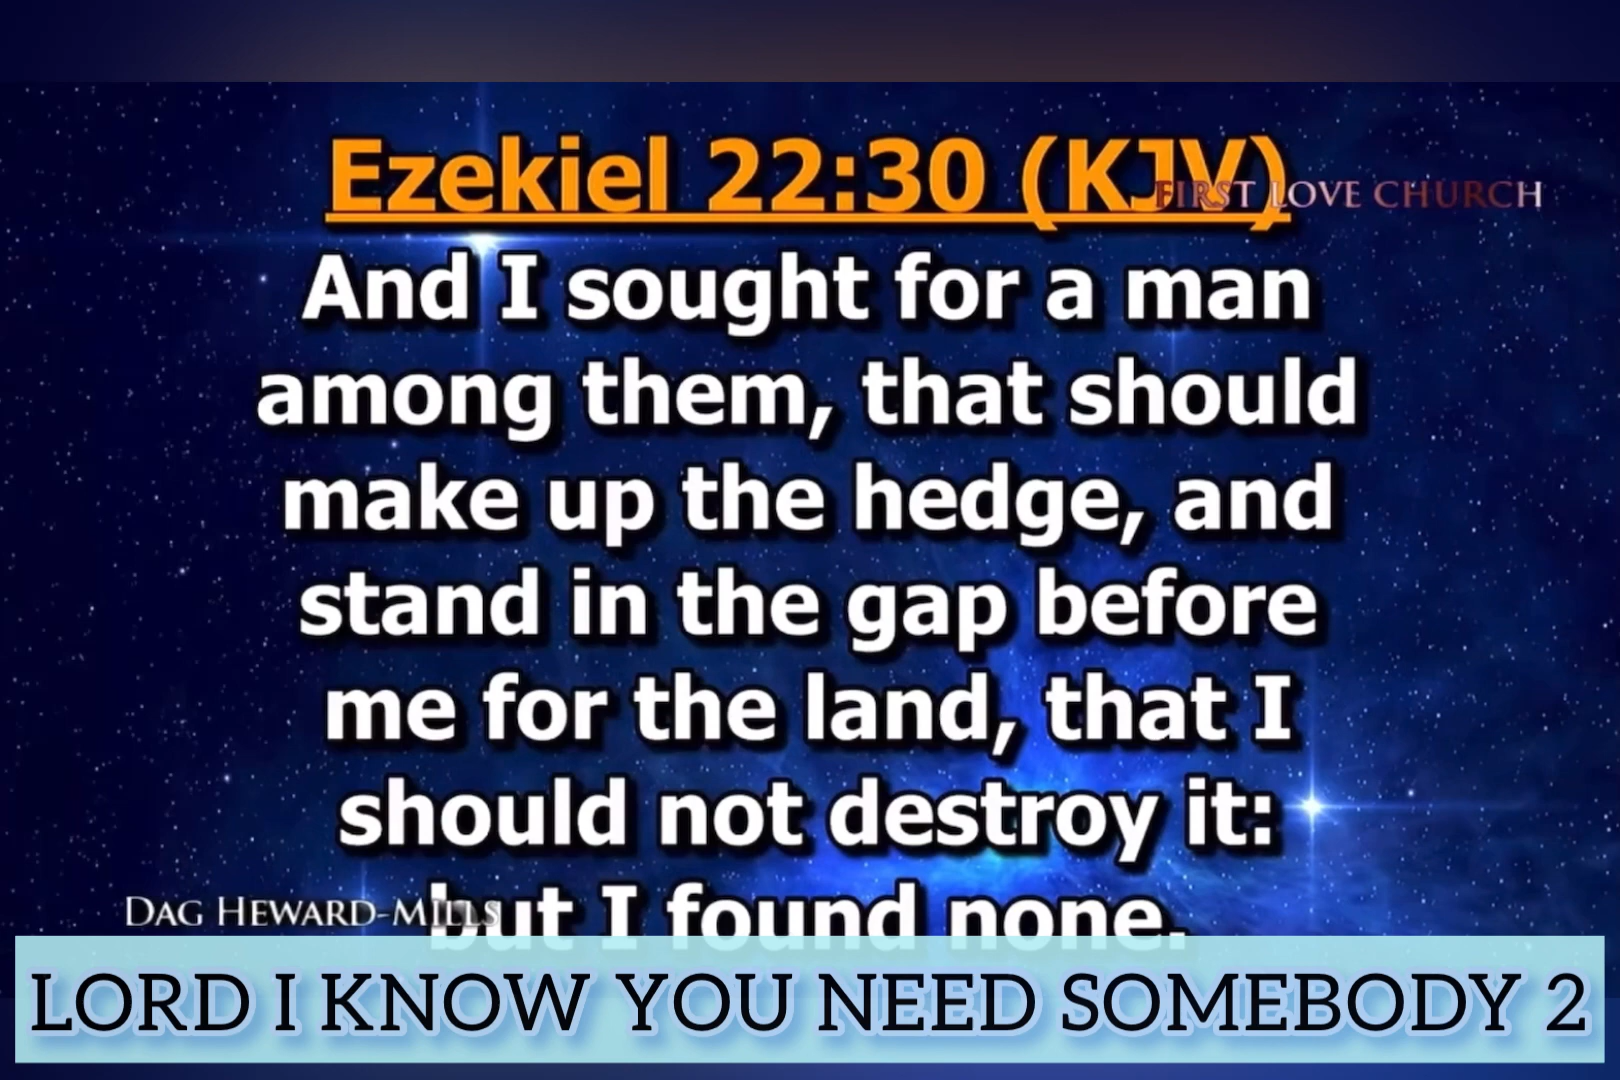 Ezekiel 22:30 (KJV)
FIRST LOVE CHURCH
And I sought for a man
among them, that should
make up the hedge, and
stand in the gap before
me for the land, that I
should not destroy it:
but I found none.
DAG HEWARD-MILLS
LORD I KNOW YOU NEED SOMEBODY 2